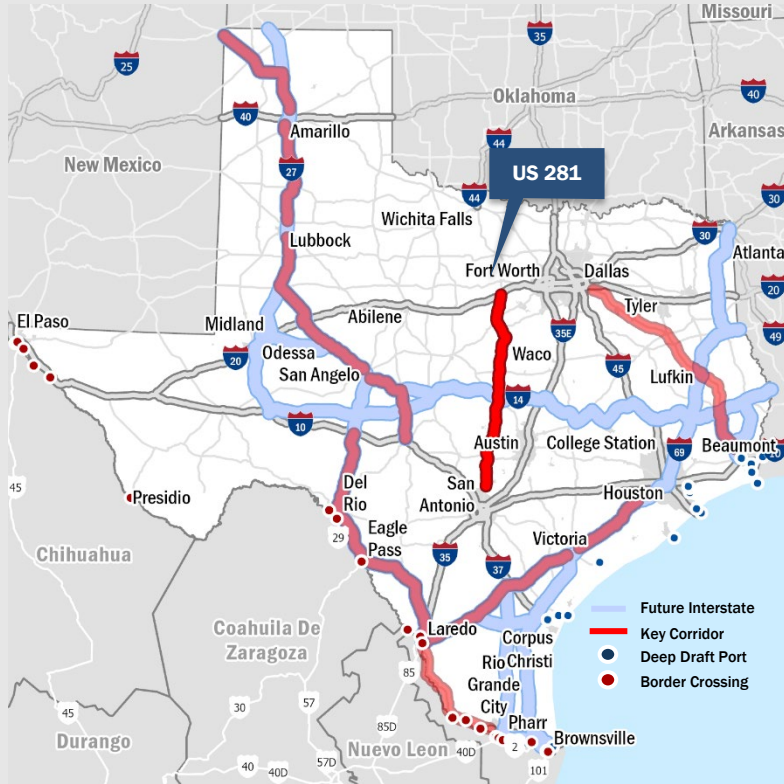 Missouri
35
25
40
Oklahoma
40
Arkansas
Amarillo
44
New Mexico
27
US 281
44
30
Wichita Falls
Lubbock
30
Atlanta
Fort Worth
Dallas
20
El Paso
Midland
Abilene
Tyler
35E
49
20
Odessa
Waco
45
San Angelo
Lufkin
14
10
Austin
College Station
69
Beaumont
10
45
Presidio
Del
Rio
San
Antonio
Houston
29
Eagle
Pass
Victoria
Chihuahua
35
37
Future Interstate
Coahuila De
Zaragoza
Laredo
Corpus
Christi
Key Corridor
Deep Draft Port
85
Rio
Grande
City
Border Crossing
30
57
45
85D
Pharr
Durango
Nuevo Leon
2
Brownsville
40
40D
57D
40D
101